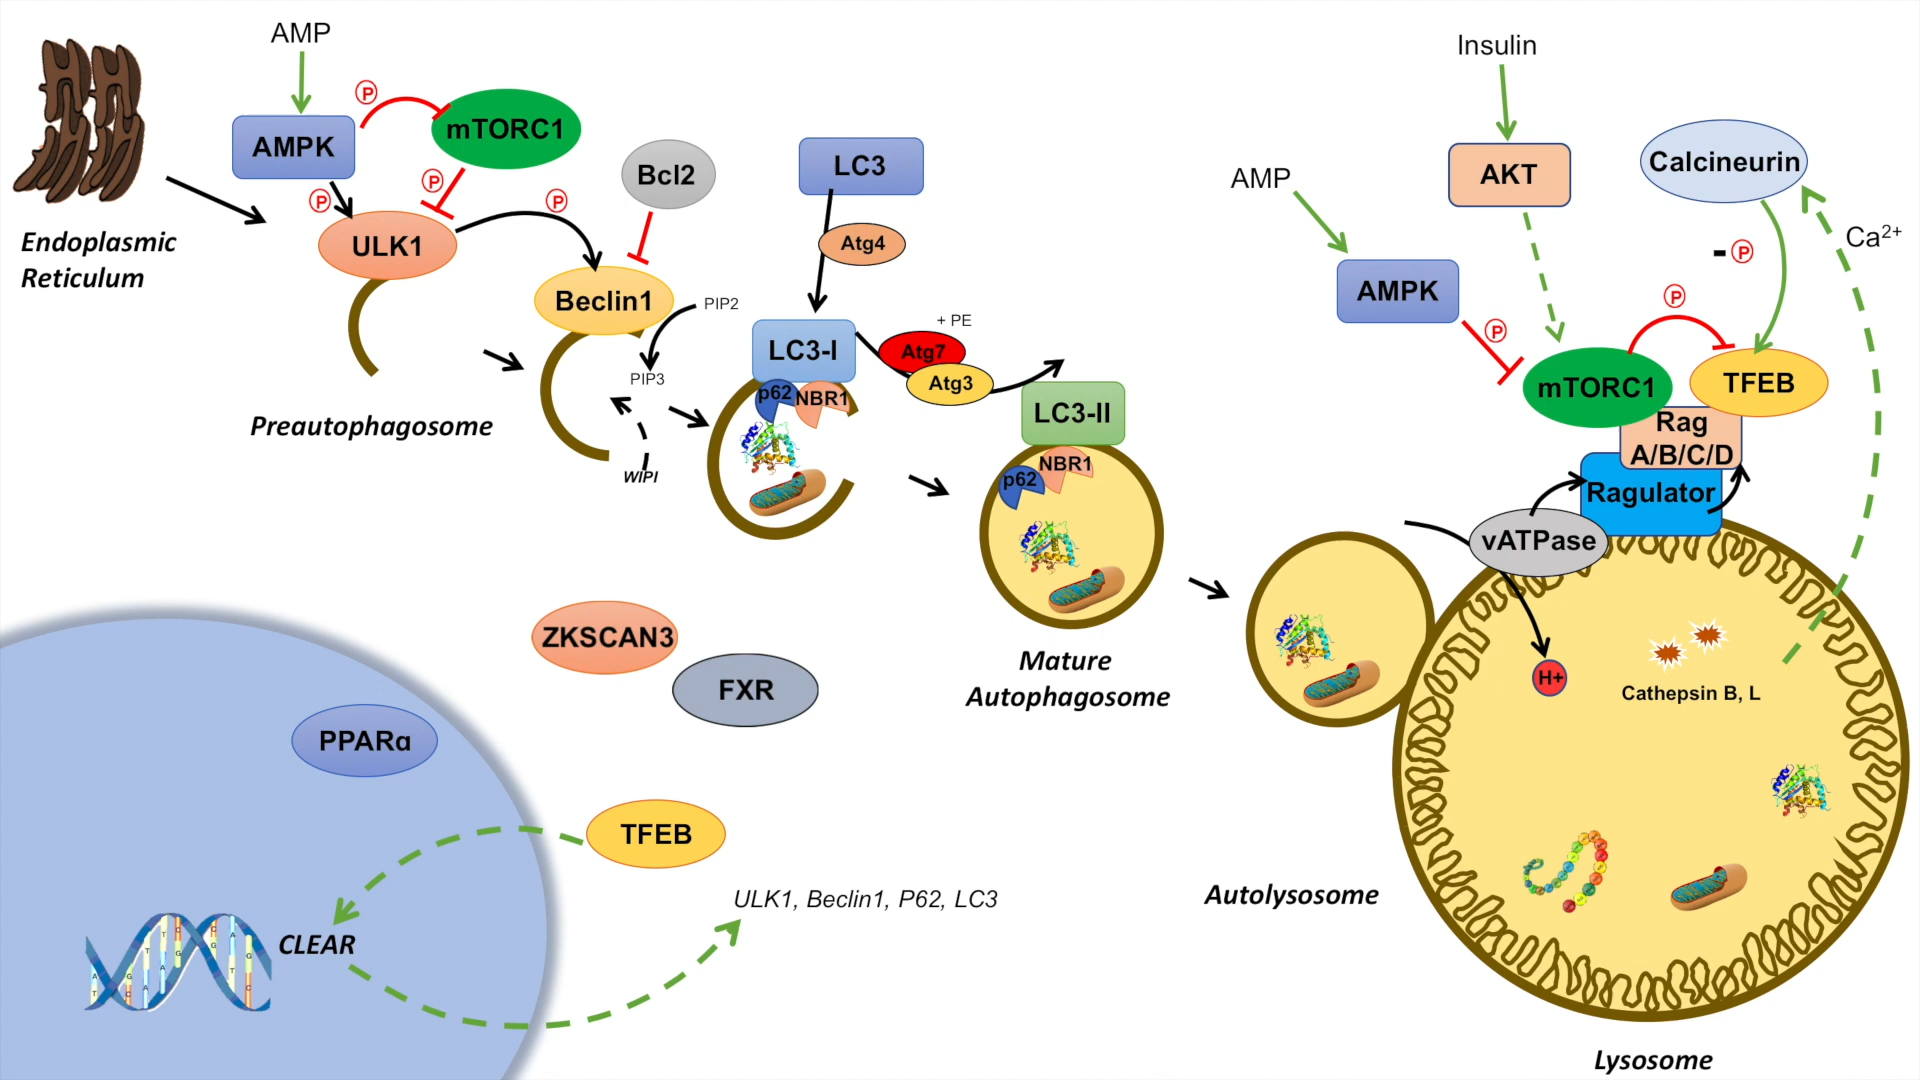 AMP
AMPK
P
mTORC1
P
P
ULK1
P
Bcl2
Beclin1
PIP2
PIP3
WIPI
Endoplasmic
Reticulum
Preautophagosome
LC3
Atg4
LC3-I
+ PE
Atg7
Atg3
p62
NBR1
LC3-II
NBR1
p62
Mature
Autophagosome
Insulin
AKT
Calcineurin
AMP
AMPK
P
- P
Ca2+
P
mTORC1
TFEB
Rag
A/B/C/D
Ragulator
vATPase
H+
Cathepsin B, L
Autolysosome
Lysosome
ZKSCAN3
FXR
PPARɑ
TFEB
ULK1, Beclin1, P62, LC3
CLEAR